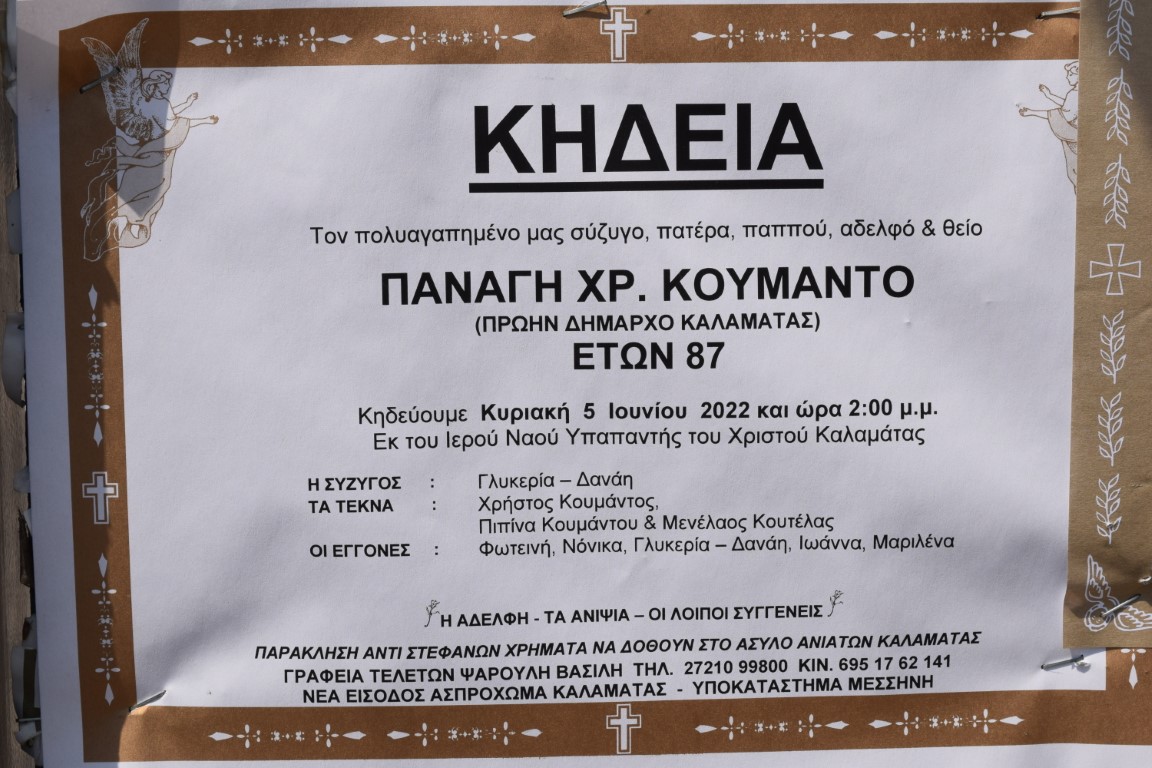 ΚΗΔΕΙΑ
Τον πολυαγαπημένο μας σύζυγο, πατέρα, παππού, αδελφό & θείο
ΠΑΝΑΓΗ ΧΡ. ΚΟΥΜΑΝΤΟ
(ΠΡΩΗΝ ΔΗΜΑΡΧΟ ΚΑΛΑΜΑΤΑΣ)
ΕΤΩΝ 87
Κηδεύουμε Κυριακή 5 Ιουνίου 2022 και ώρα 2:00 μ.μ.
Εκ του Ιερού Ναού Υπαπαντής του Χριστού Καλαμάτας
Η ΣΥΖΥΓΟΣ : Γλυκερία – Δανάη
ΤΑ ΤΕΚΝΑ : Χρήστος Κουμάντος,
Πιπίνα Κουμάντου & Μενέλαος Κουτέλας
ΟΙ ΕΓΓΟΝΕΣ : Φωτεινή, Νόνικα, Γλυκερία – Δανάη, Ιωάννα, Μαριλένα
Η ΑΔΕΛΦΗ - ΤΑ ΑΝΙΨΙΑ – ΟΙ ΛΟΙΠΟΙ ΣΥΓΓΕΝΕΙΣ
ΠΑΡΑΚΛΗΣΗ ΑΝΤΙ ΣΤΕΦΑΝΩΝ ΧΡΗΜΑΤΑ ΝΑ ΔΟΘΟΥΝ ΣΤΟ ΑΣΥΛΟ ΑΝΙΑΤΩΝ ΚΑΛΑΜΑΤΑΣ
ΓΡΑΦΕΙΑ ΤΕΛΕΤΩΝ ΨΑΡΟΥΛΗ ΒΑΣΙΛΗ ΤΗΛ. 27210 99800 ΚΙΝ. 695 17 62 141
ΝΕΑ ΕΙΣΟΔΟΣ ΑΣΠΡΟΧΩΜΑ ΚΑΛΑΜΑΤΑΣ - ΥΠΟΚΑΤΑΣΤΗΜΑ ΜΕΣΣΗΝΗ